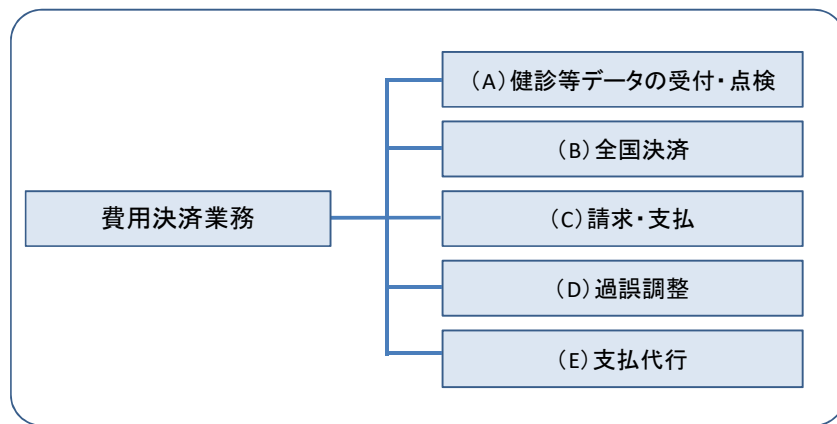 費用決済業務
（A）健診等データの受付・点検
（B）全国決済
（C）請求・支払
（D）過誤調整
（E）支払代行